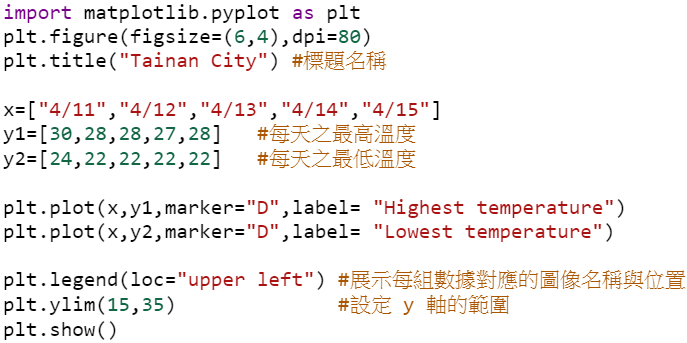 import matplotlib.pyplot as plt
plt.figure(figsize=(6,4),dpi=80)
plt.title("Tainan City") #標題名稱
x=["4/11","4/12","4/13","4/14","4/15"]
y1=[30,28,28,27,28]   #每天之最高溫度
y2=[24,22,22,22,22]   #每天之最低溫度
plt.plot(x,y1,marker="D",label= "Highest temperature")
plt.plot(x,y2,marker="D",label= "Lowest temperature")
plt.legend(loc="upper left") #展示每組數據對應的圖像名稱與位置
plt.ylim(15,35)              #設定 y 軸的範圍
plt.show()